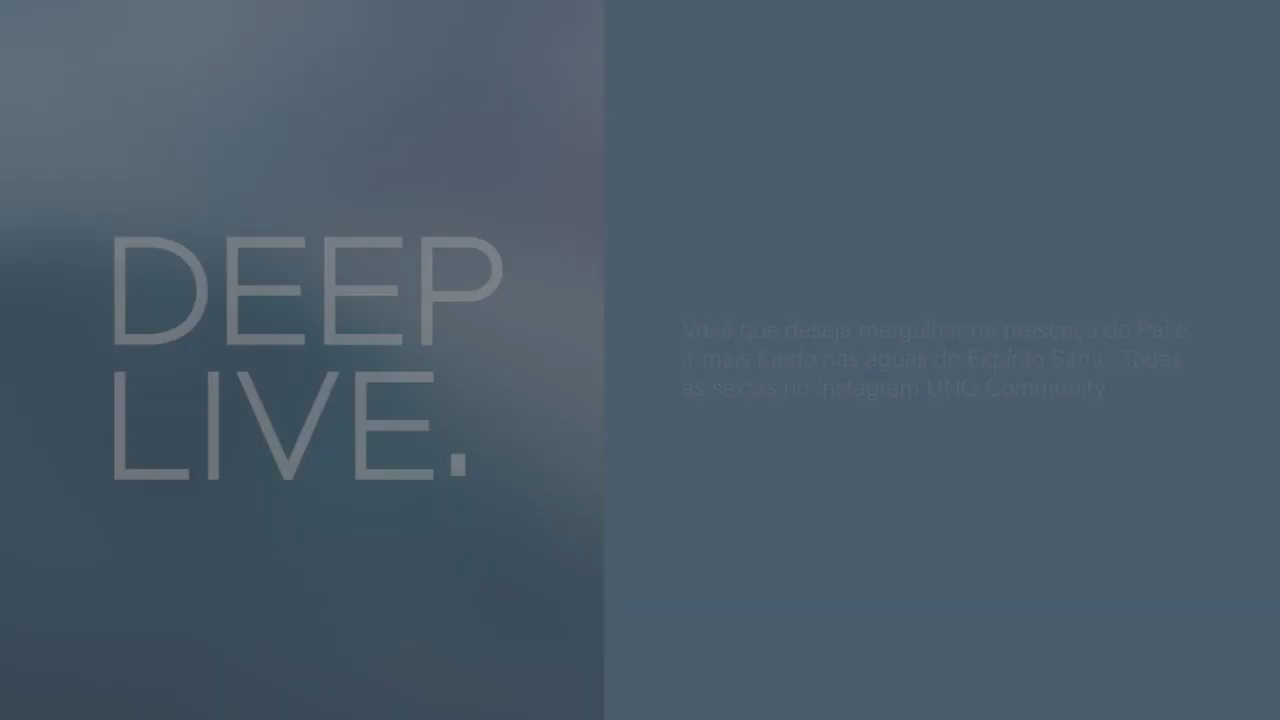 DEEP
LIVE.
Você que deseja mergulhar na presença do Pai e
ir mais fundo nas águas do Espírito Santo. Todas
as sextas no Instagram UNG Community